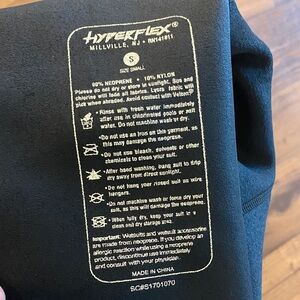 HYPERFLEX®
MILLVILLE, NJ • RN141911
S
SIZE SMALL
90% NEOPRENE • 10% NYLON
Please do not dry or store in sunlight. Sun and
chlorine will fade all fabrics. Lycra fabric will
pick when abraded. Avoid contact with Velcro®
•Rinse with fresh water immediately
after use in chlorinated pools or salt
water. Do not machine wash or dry.
•Do not use an iron on this garment, as
this may damage the neoprene.
•Do not use bleach, solvents or other
chemicals to clean your suit.
•After hand washing, hang suit to drip
dry away from direct sunlight.
•Do not hang your rinsed suit on wire
hangers.
•Do not machine wash or force dry your
suit, as this will damage the neoprene.
•When fully dry, keep your suit in a
clean and dry storage area.
Important: Wetsuits and wetsuit accessories
are made from neoprene. If you develop an
allergic reaction while using a neoprene
product, discontinue use immediately
and consult with your physician.
MADE IN CHINA
SC#S1701070